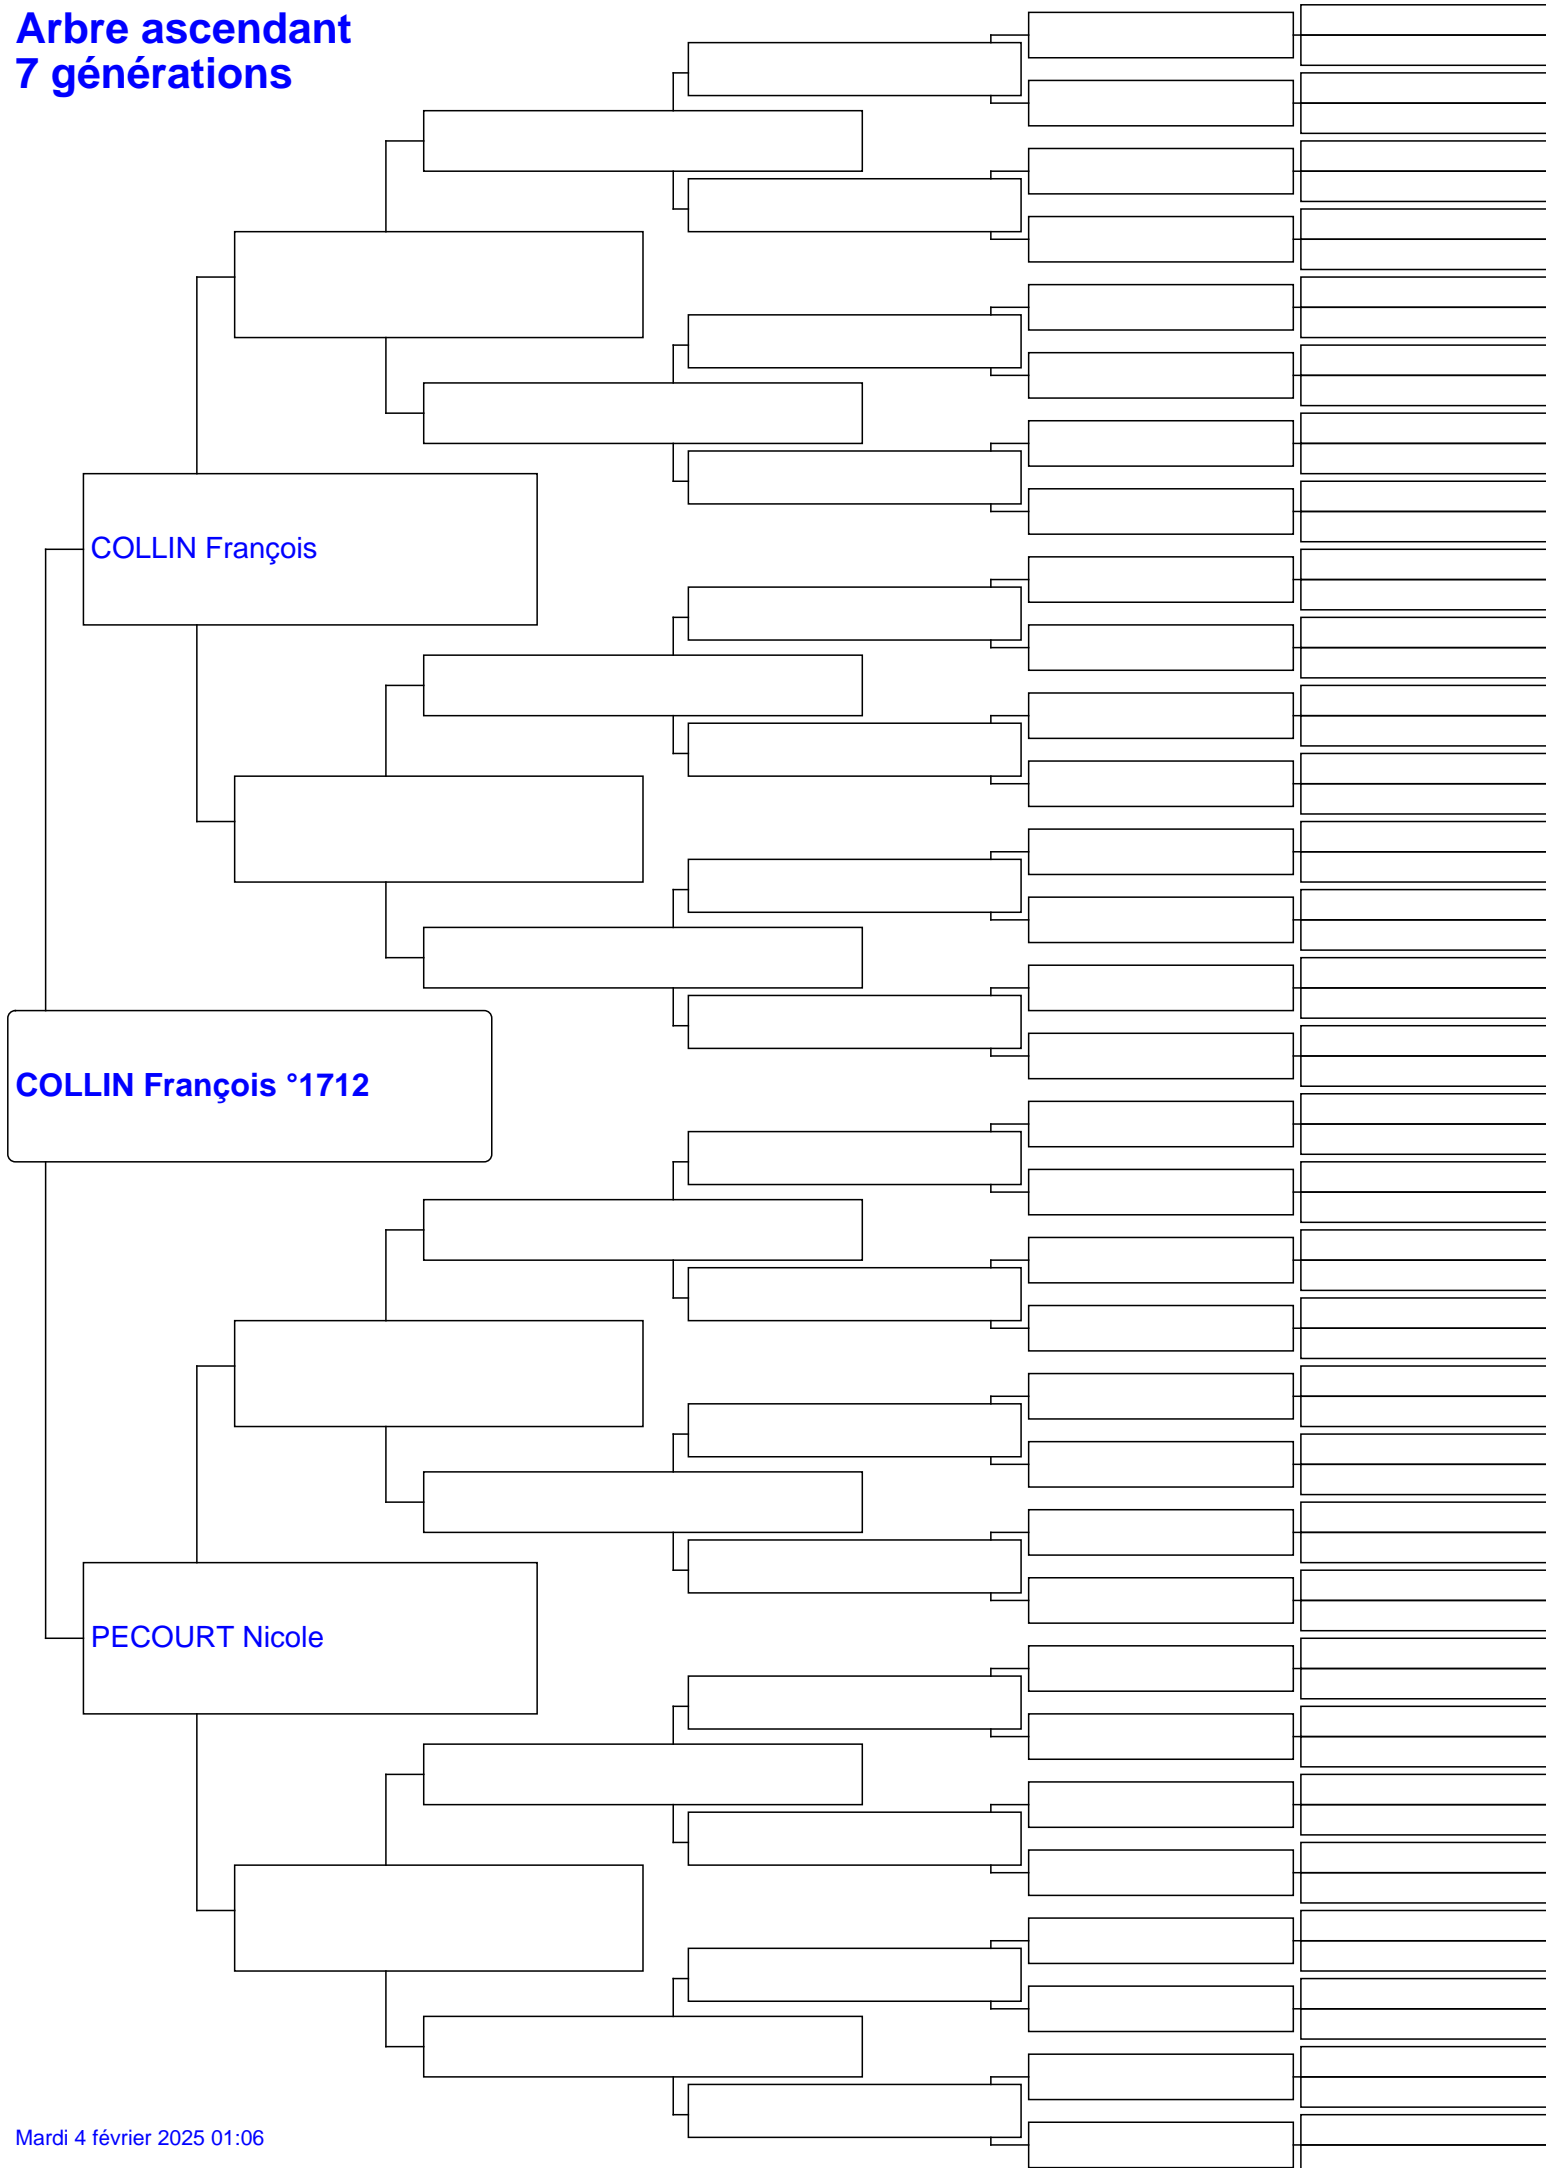 Arbre ascendant
7 générations
COLLIN François
COLLIN François °1712
PECOURT Nicole
Mardi 4 février 2025 01:06